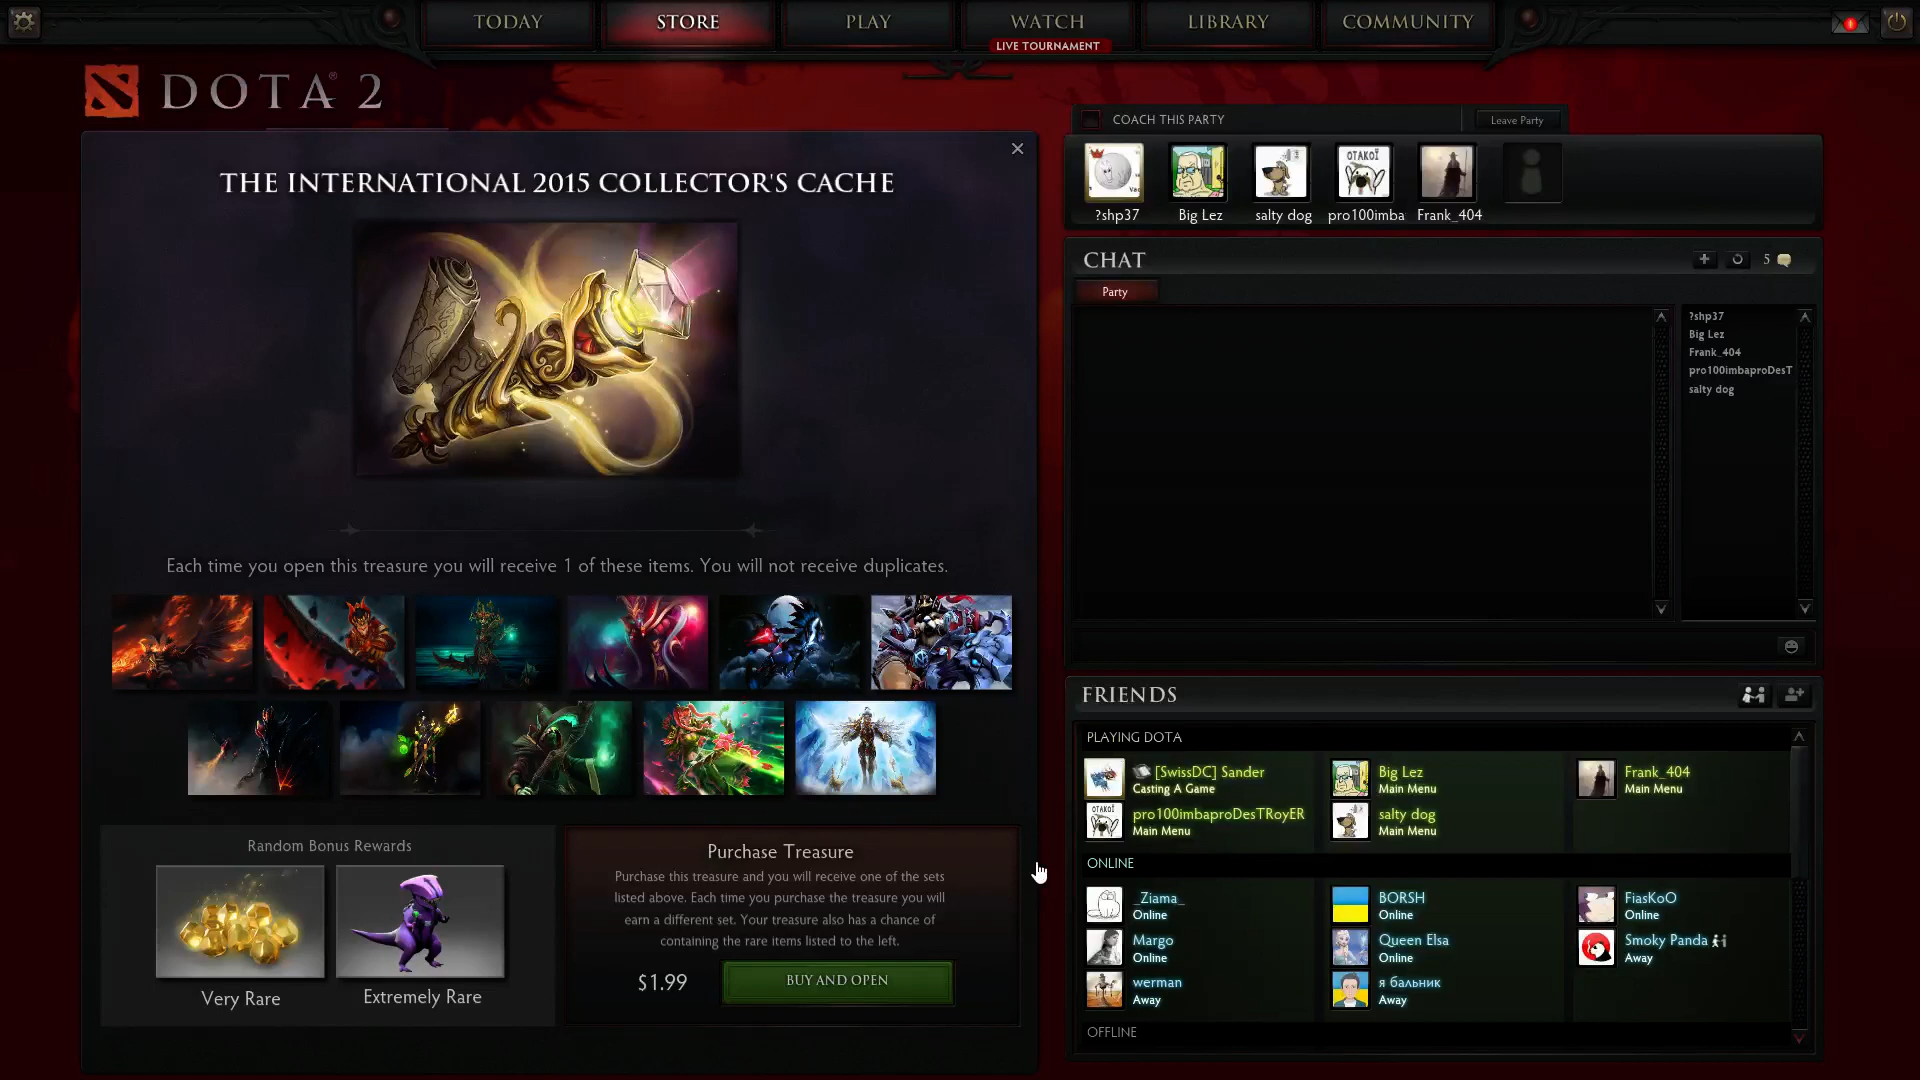 TODAY
STORE
PLAY
WATCH
LIBRARY
COMMUNITY
LIVE TOURNAMENT
DOTA® 2
THE INTERNATIONAL 2015 COLLECTOR'S CACHE
Each time you open this treasure you will receive 1 of these items. You will not receive duplicates.
Random Bonus Rewards
Very Rare
Extremely Rare
Purchase Treasure
Purchase this treasure and you will receive one of the sets
listed above. Each time you purchase the treasure you will
earn a different set. Your treasure also has a chance of
containing the rare items listed to the left.
$1.99
BUY AND OPEN
COACH THIS PARTY
Leave Party
OTAKOЇ
?shp37
Big Lez
salty dog
pro100imba
Frank_404
CHAT
5
Party
?shp37
Big Lez
Frank_404
pro100imbaproDesT
salty dog
FRIENDS
PLAYING DOTA
[SwissDC] Sander
Casting A Game
Big Lez
Main Menu
Frank_404
Main Menu
OTAKOЇ
pro100imbaproDesTRoyER
Main Menu
salty dog
Main Menu
ONLINE
_Ziama_
Online
BORSH
Online
FiasKoO
Online
Margo
Online
Queen Elsa
Online
Smoky Panda
Away
werman
Away
я бальник
Away
OFFLINE